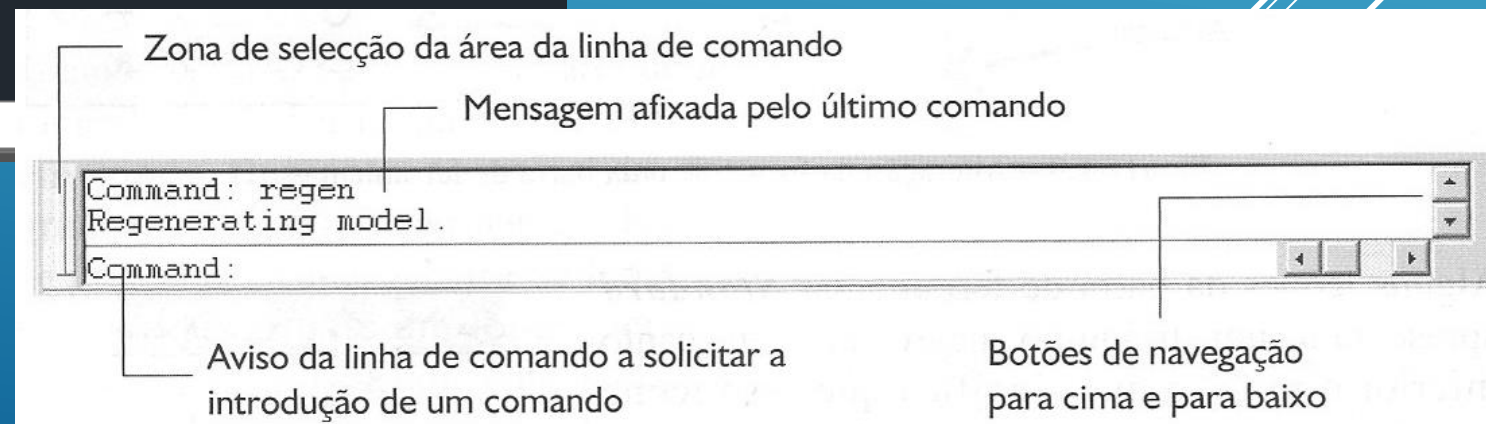 Zona de selecção da área da linha de comando
Mensagem afixada pelo último comando
Command: regen
Regenerating model.
Command:
Aviso da linha de comando a solicitar a
introdução de um comando
Botões de navegação
para cima e para baixo